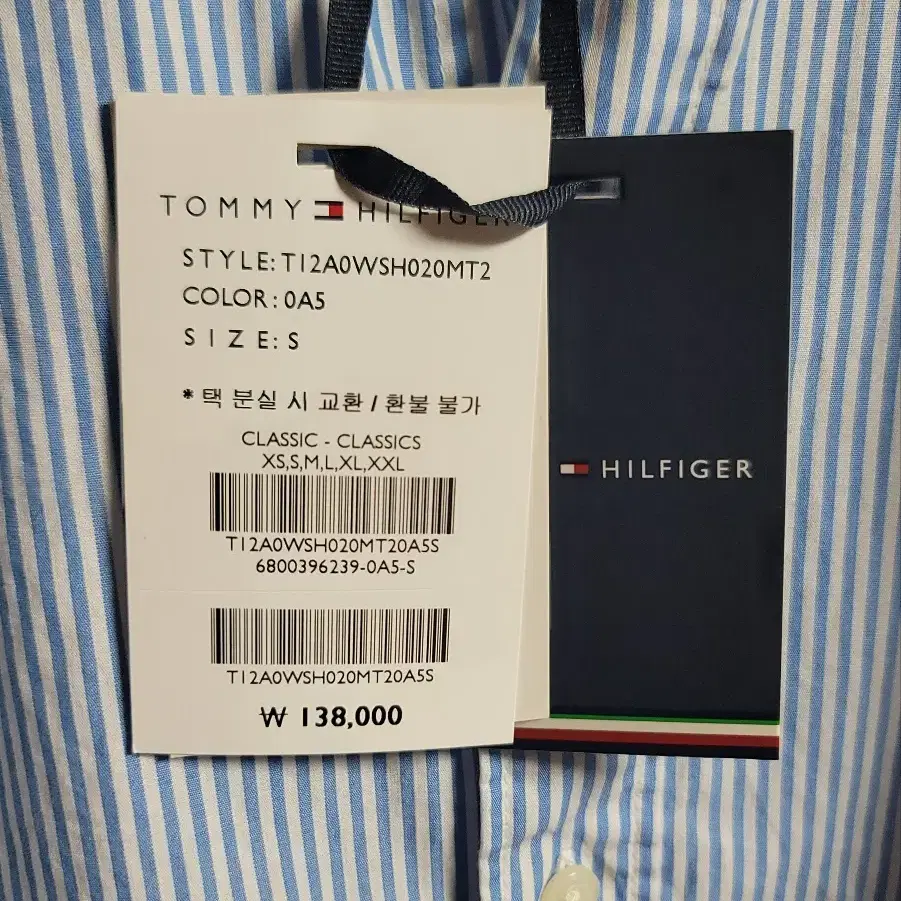 TOMMY HILFIGER
STYLE: T12A0WSH020MT2
COLOR: 0A5
SIZE: S
* 택 분실 시 교환 / 환불 불가
CLASSIC - CLASSICS
XS,S,M,L,XL,XXL
T12A0WSH020MT20A5S
6800396239-0A5-S
T12A0WSH020MT20A5S
₩ 138,000
HILFIGER